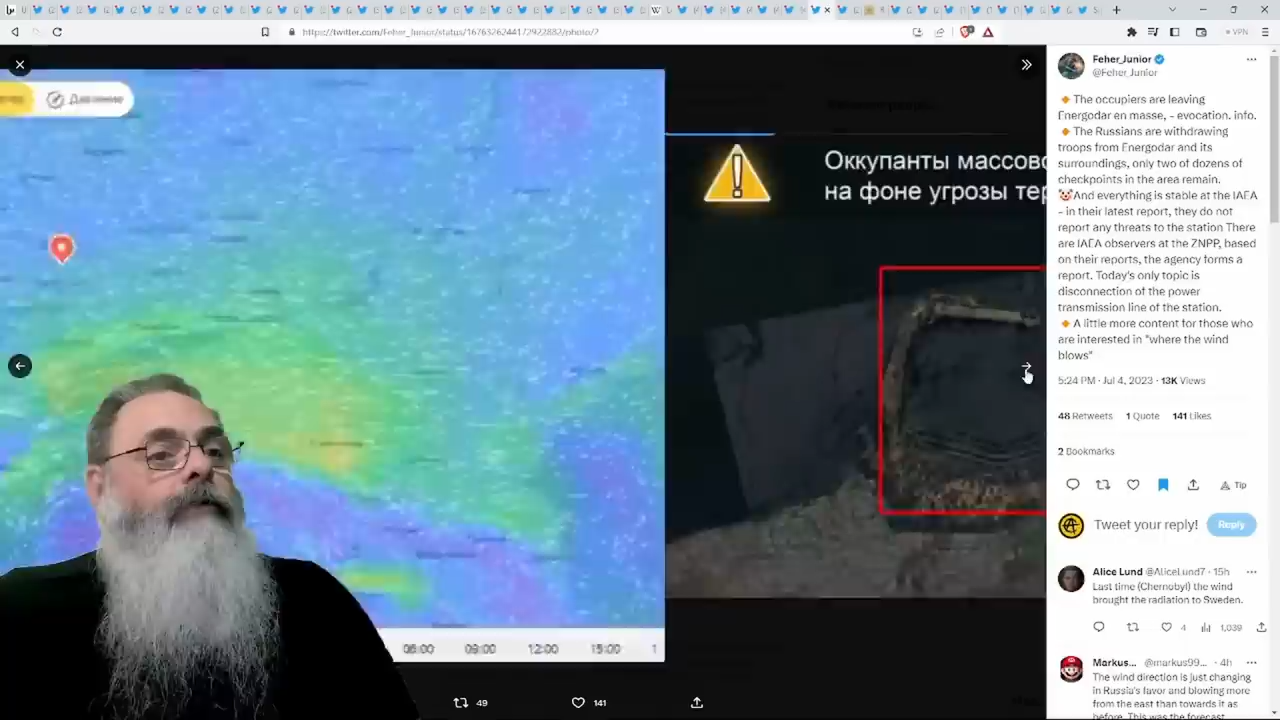 https://twitter.com/Feher_Junior/status/1676326244172922882/photo/2
VPN
Давление
Оккупанты массово
на фоне угрозы тер
06:00 09:00 12:00 15:00 1
49 141
Feher_Junior
@Feher_Junior
🔸The occupiers are leaving
Energodar en masse, - evocation. info.
🔸The Russians are withdrawing
troops from Energodar and its
surroundings, only two of dozens of
checkpoints in the area remain.
🤡And everything is stable at the IAEA
- in their latest report, they do not
report any threats to the station There
are IAEA observers at the ZNPP, based
on their reports, the agency forms a
report. Today's only topic is
disconnection of the power
transmission line of the station.
🔸A little more content for those who
are interested in "where the wind
blows"
5:24 PM · Jul 4, 2023 · 13K Views
48 Retweets 1 Quote 141 Likes
2 Bookmarks
Tip
Tweet your reply! Reply
Alice Lund @AliceLund7 · 15h
Last time (Chernobyl) the wind
brought the radiation to Sweden.
4 1,039
Markus... @markus99... · 4h
The wind direction is just changing
in Russia's favor and blowing more
from the east than towards it as
before. This was the forecast